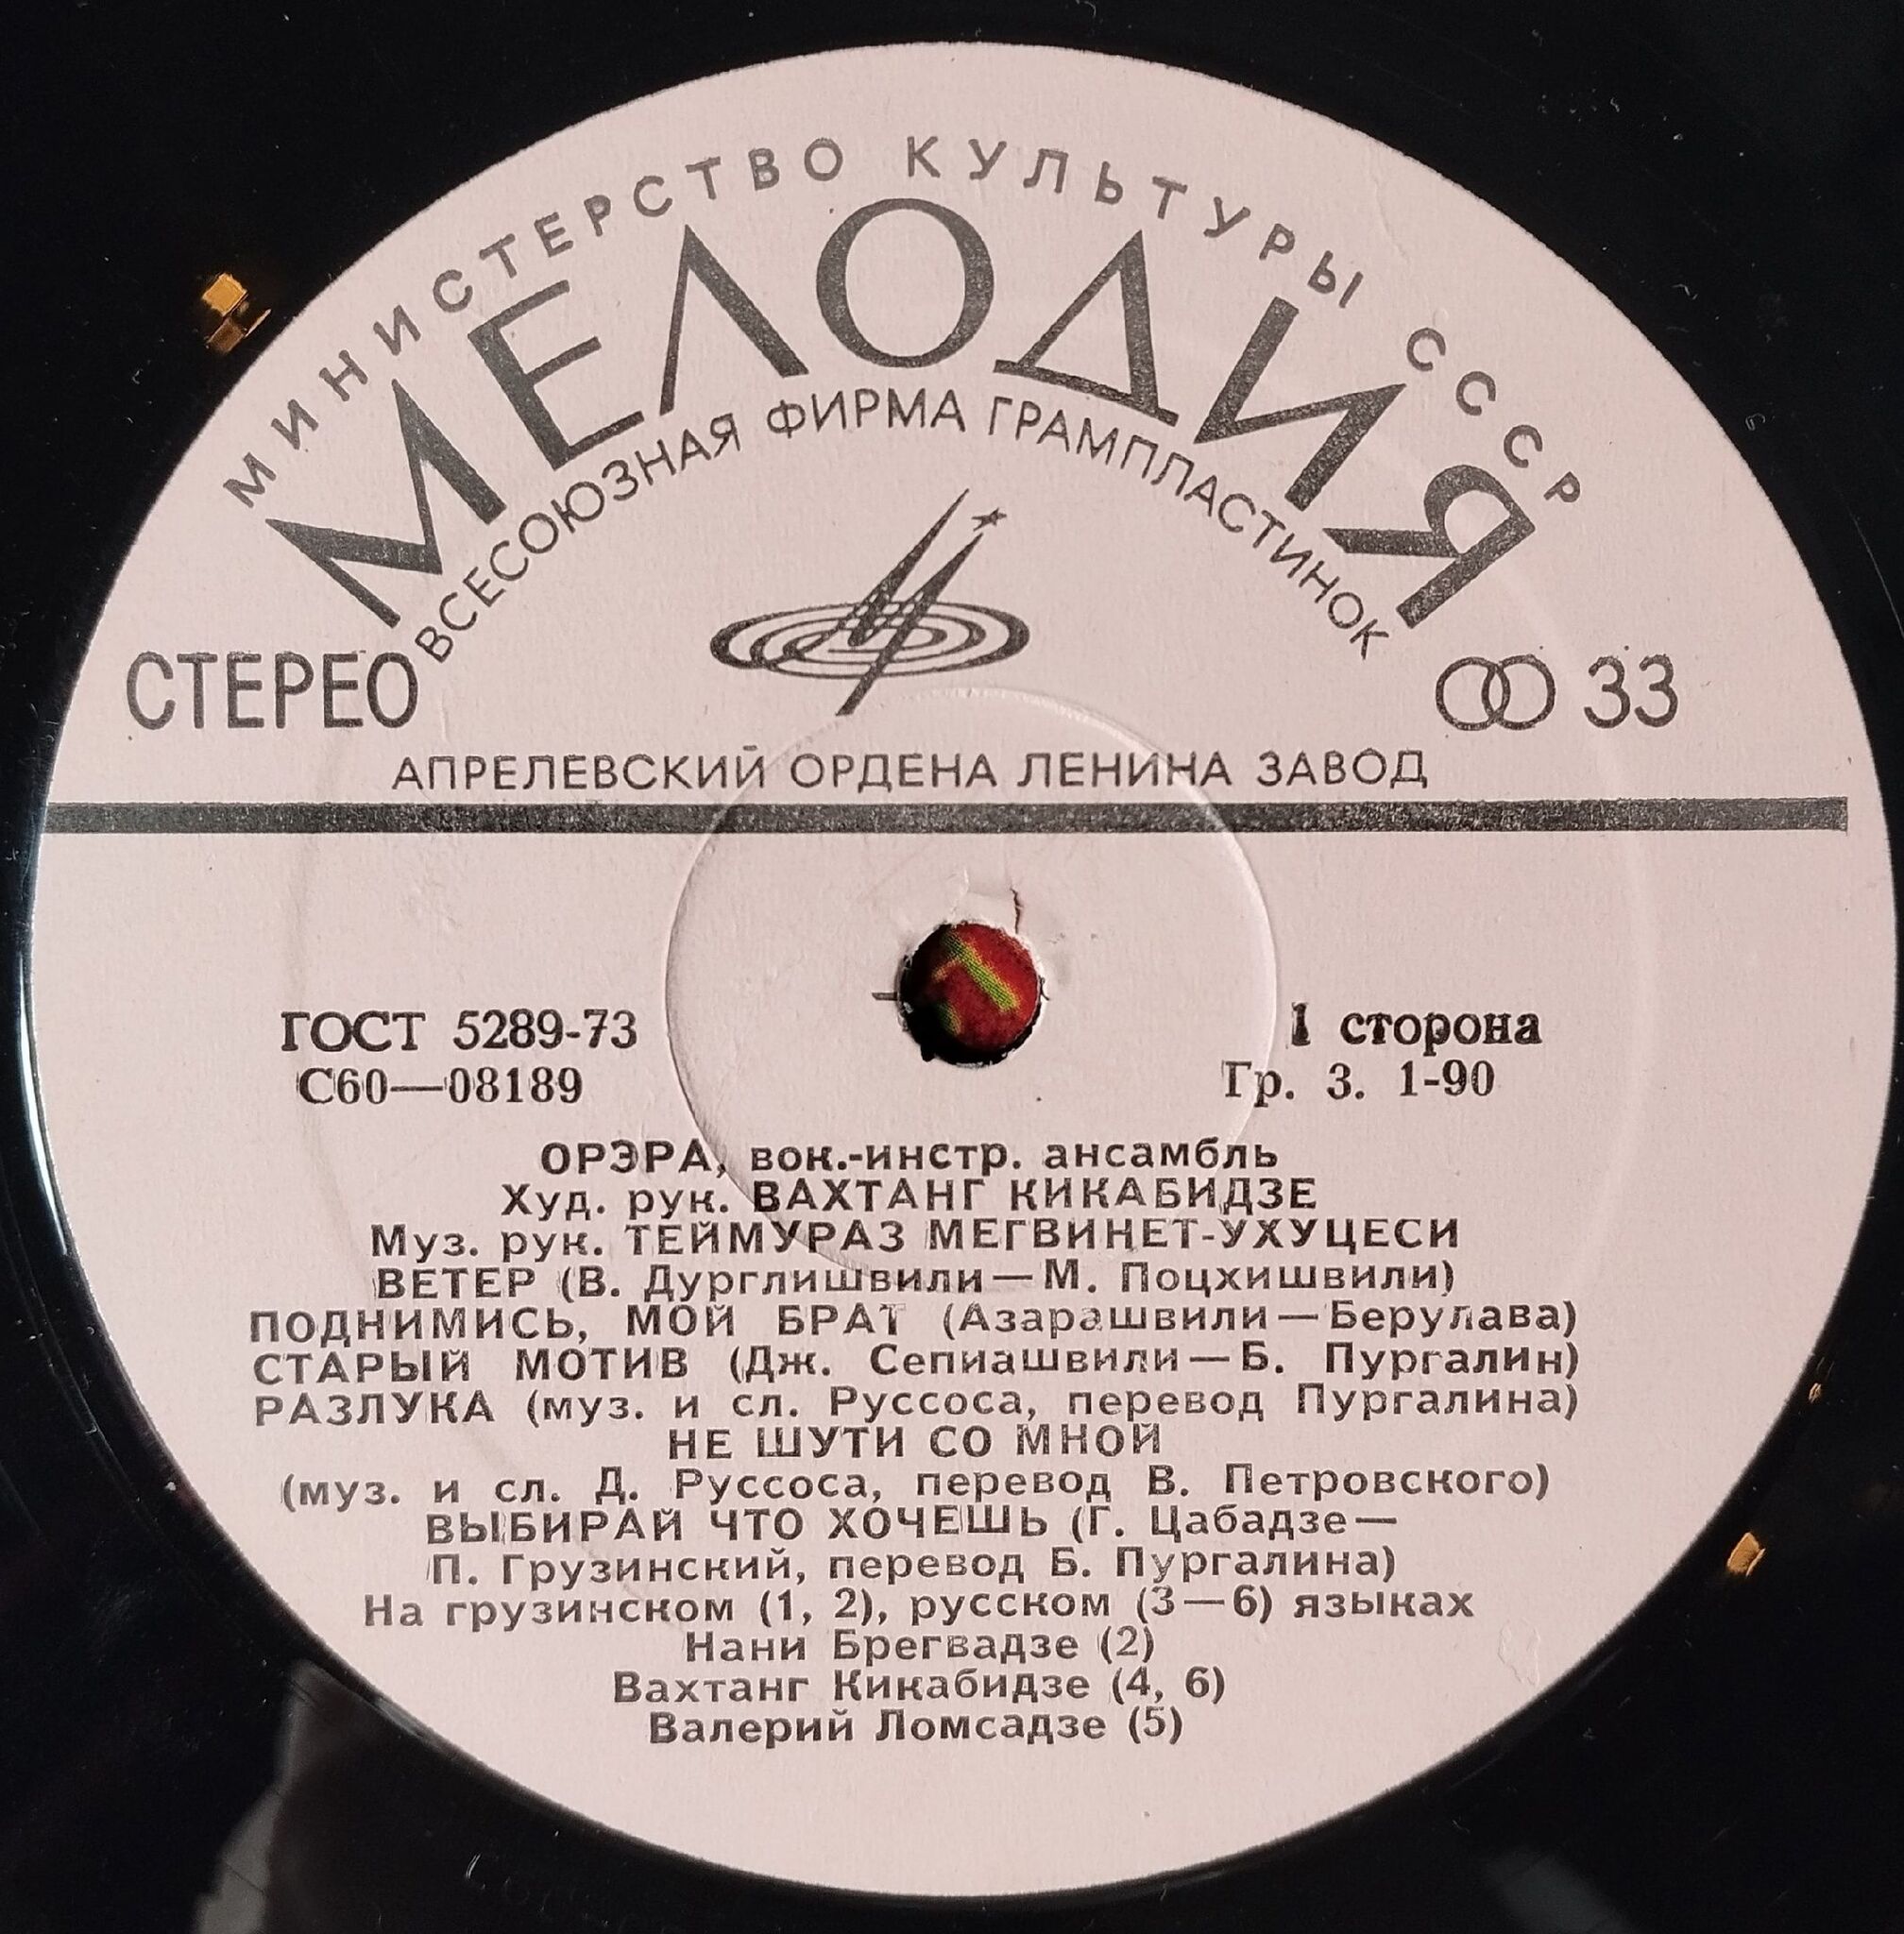 МИНИСТЕРСТВО КУЛЬТУРЫ СССР
МЕЛОДИЯ
ВСЕСОЮЗНАЯ ФИРМА ГРАМПЛАСТИНОК
СТЕРЕО
33
АПРЕЛЕВСКИЙ ОРДЕНА ЛЕНИНА ЗАВОД
ГОСТ 5289-73
1 сторона
С60—08189
Гр. 3. 1-90
ОРЭРА, вок.-инстр. ансамбль
Худ. рук. ВАХТАНГ КИКАБИДЗЕ
Муз. рук. ТЕЙМУРАЗ МЕГВИНЕТ-УХУЦЕСИ
ВЕТЕР (В. Дурглишвили—М. Поцхишвили)
ПОДНИМИСЬ, МОЙ БРАТ (Азарашвили—Берулава)
СТАРЫЙ МОТИВ (Дж. Сепиашвили—Б. Пургалин)
РАЗЛУКА (муз. и сл. Руссоса, перевод Пургалина)
НЕ ШУТИ СО МНОЙ
(муз. и сл. Д. Руссоса, перевод В. Петровского)
ВЫБИРАЙ ЧТО ХОЧЕШЬ (Г. Цабадзе—
П. Грузинский, перевод Б. Пургалина)
На грузинском (1, 2), русском (3—6) языках
Нани Брегвадзе (2)
Вахтанг Кикабидзе (4, 6)
Валерий Ломсадзе (5)